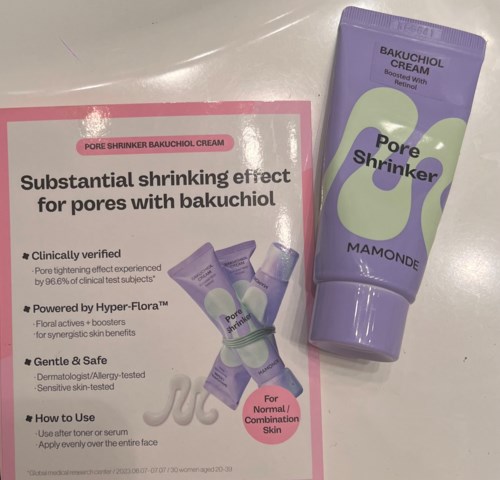 PORE SHRINKER BAKUCHIOL CREAM
Substantial shrinking effect
for pores with bakuchiol
Clinically verified
· Pore tightening effect experienced
by 96.6% of clinical test subjects*
Powered by Hyper-Flora™
· Floral actives + boosters
· for synergistic skin benefits
Gentle & Safe
· Dermatologist/Allergy-tested
· Sensitive skin-tested
How to Use
· Use after toner or serum
· Apply evenly over the entire face
Pore
Shrinker
For
Normal /
Combination
Skin
BAKUCHIOL
CREAM
Boosted With
Retinol
Pore
Shrinker
MAMONDE